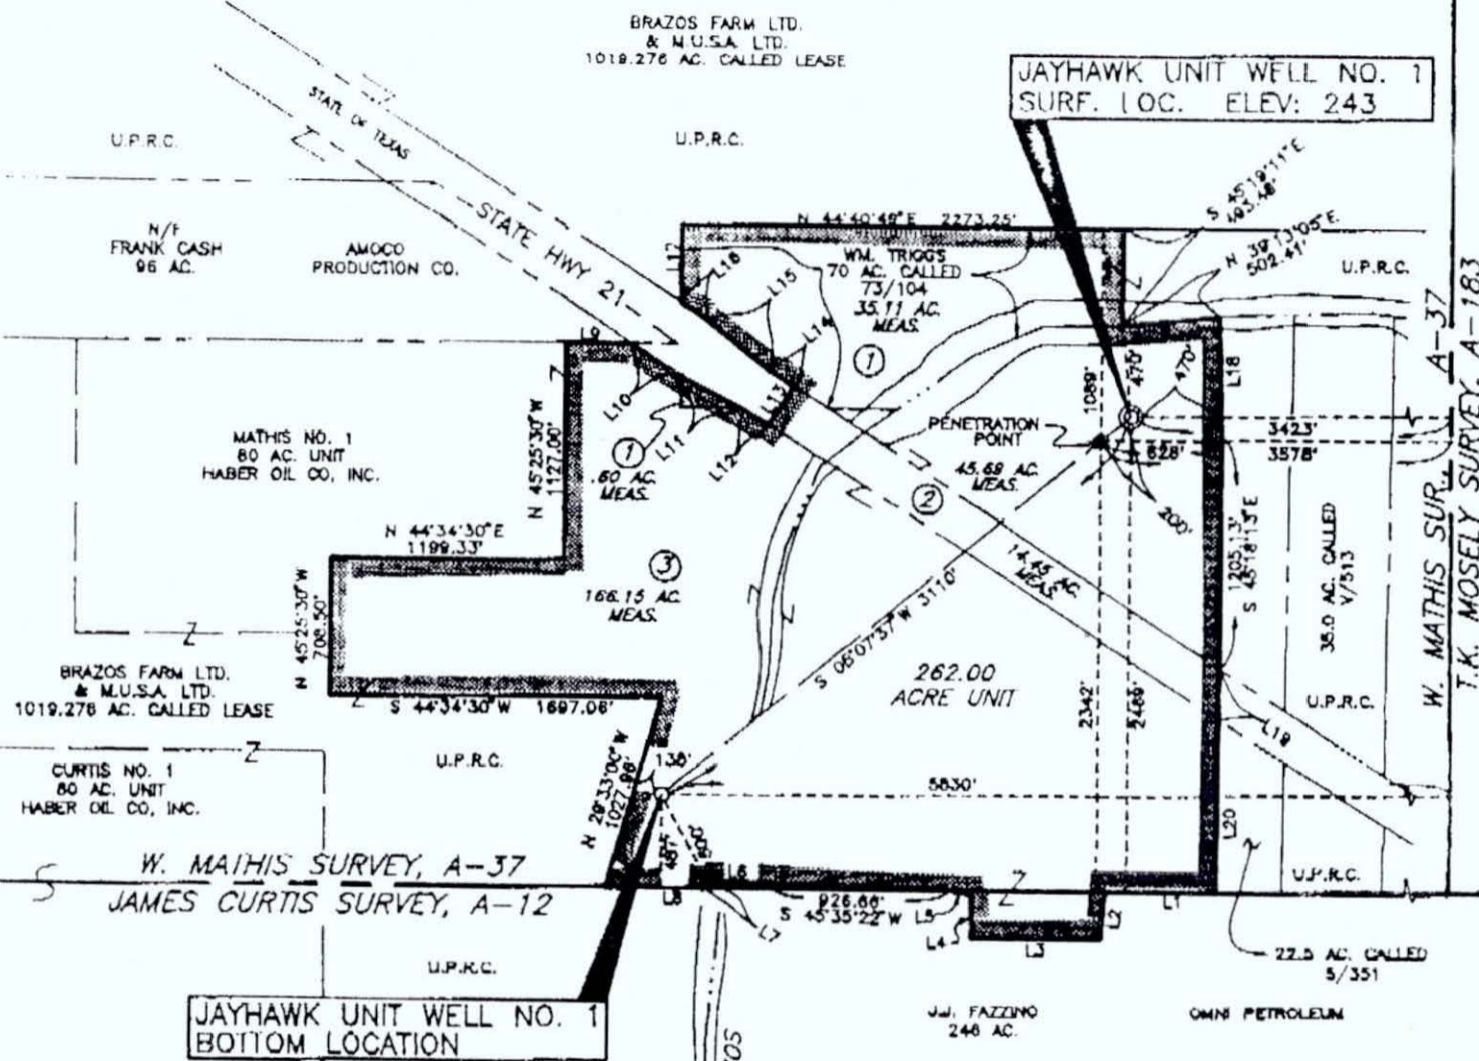 BRAZOS FARM LTD.
& M.U.S.A. LTD.
1019.276 AC. CALLED LEASE
JAYHAWK UNIT WELL NO. 1
SURF. LOC. ELEV: 243
STATE OF TEXAS
U.P.R.C.
U.P.R.C.
S 45°19'11" E
493.48'
N 39°13'05" E
502.41'
N 44°40'49" E 2273.25'
STATE HWY 21
N/F
FRANK CASH
96 AC.
AMOCO
PRODUCTION CO.
L17
L16
L15
L14
WM. TRIGGS
70 AC. CALLED
73/104
35.11 AC.
MEAS.
1
U.P.R.C.
L9
L10
L11
L12
L13
1089'
470'
470'
L18
MATHIS NO. 1
80 AC. UNIT
HABER OIL CO, INC.
N 45°25'30" W
1127.00'
1
.60 AC.
MEAS.
PENETRATION
POINT
45.69 AC.
MEAS.
2
628'
3423'
3578'
200'
W. MATHIS SUR., A-37
T.K. MOSELY SURVEY, A-183
N 44°34'30" E
1199.33'
3
166.15 AC.
MEAS.
14.45 AC.
MEAS.
1205.13'
S 45°18'13" E
35.0 AC. CALLED
V/513
N 45°25'30" W
708.50'
S 06°07'37" W 3110'
262.00
ACRE UNIT
2342'
2489'
BRAZOS FARM LTD.
& M.U.S.A. LTD.
1019.276 AC. CALLED LEASE
S 44°34'30" W 1697.06'
U.P.R.C.
L19
CURTIS NO. 1
80 AC. UNIT
HABER OIL CO, INC.
U.P.R.C.
N 29°33'00" W
1027.98'
138'
5830'
487'
600'
L20
W. MATHIS SURVEY, A-37
JAMES CURTIS SURVEY, A-12
U.P.R.C.
L8
L6
L7
926.66'
S 45°35'22" W
L5
L4
L3
L2
L1
22.5 AC. CALLED
S/351
U.P.R.C.
JAYHAWK UNIT WELL NO. 1
BOTTOM LOCATION
J.J. FAZZINO
246 AC.
OMNI PETROLEUM